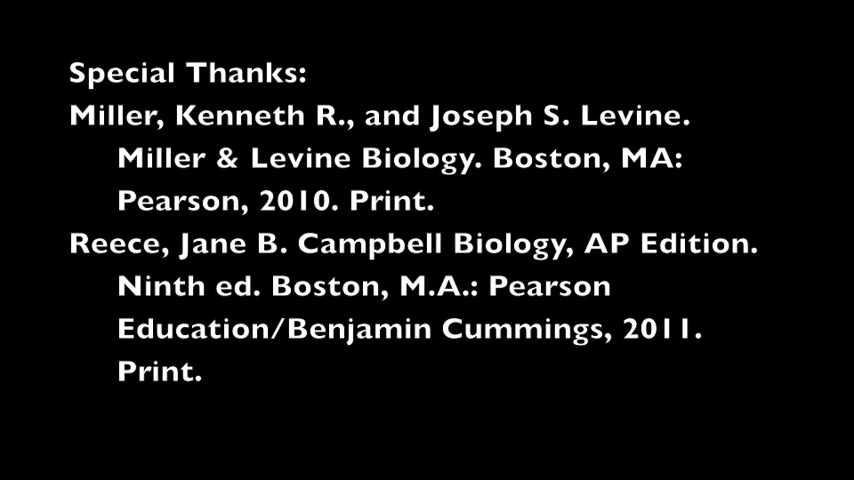 Special Thanks:
Miller, Kenneth R., and Joseph S. Levine.
Miller & Levine Biology. Boston, MA:
Pearson, 2010. Print.
Reece, Jane B. Campbell Biology, AP Edition.
Ninth ed. Boston, M.A.: Pearson
Education/Benjamin Cummings, 2011.
Print.